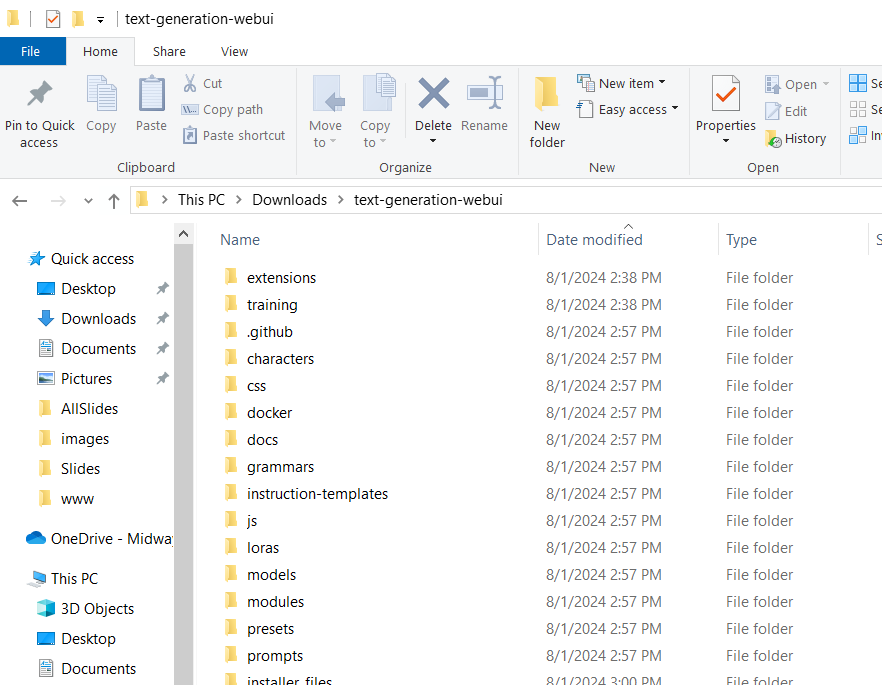 text-generation-webui
File Home Share View
Pin to Quick access
Copy
Paste
Cut
Copy path
Paste shortcut
Clipboard
Move to
Copy to
Delete
Rename
Organize
New folder
New item
Easy access
New
Properties
Open
Edit
History
Open
Se
Se
In
This PC > Downloads > text-generation-webui
Name Date modified Type S
Quick access
Desktop
Downloads
Documents
Pictures
AllSlides
images
Slides
www
OneDrive - Midway
This PC
3D Objects
Desktop
Documents
extensions 8/1/2024 2:38 PM File folder
training 8/1/2024 2:38 PM File folder
.github 8/1/2024 2:57 PM File folder
characters 8/1/2024 2:57 PM File folder
css 8/1/2024 2:57 PM File folder
docker 8/1/2024 2:57 PM File folder
docs 8/1/2024 2:57 PM File folder
grammars 8/1/2024 2:57 PM File folder
instruction-templates 8/1/2024 2:57 PM File folder
js 8/1/2024 2:57 PM File folder
loras 8/1/2024 2:57 PM File folder
models 8/1/2024 2:57 PM File folder
modules 8/1/2024 2:57 PM File folder
presets 8/1/2024 2:57 PM File folder
prompts 8/1/2024 2:57 PM File folder
installer_files 8/1/2024 3:00 PM File folder